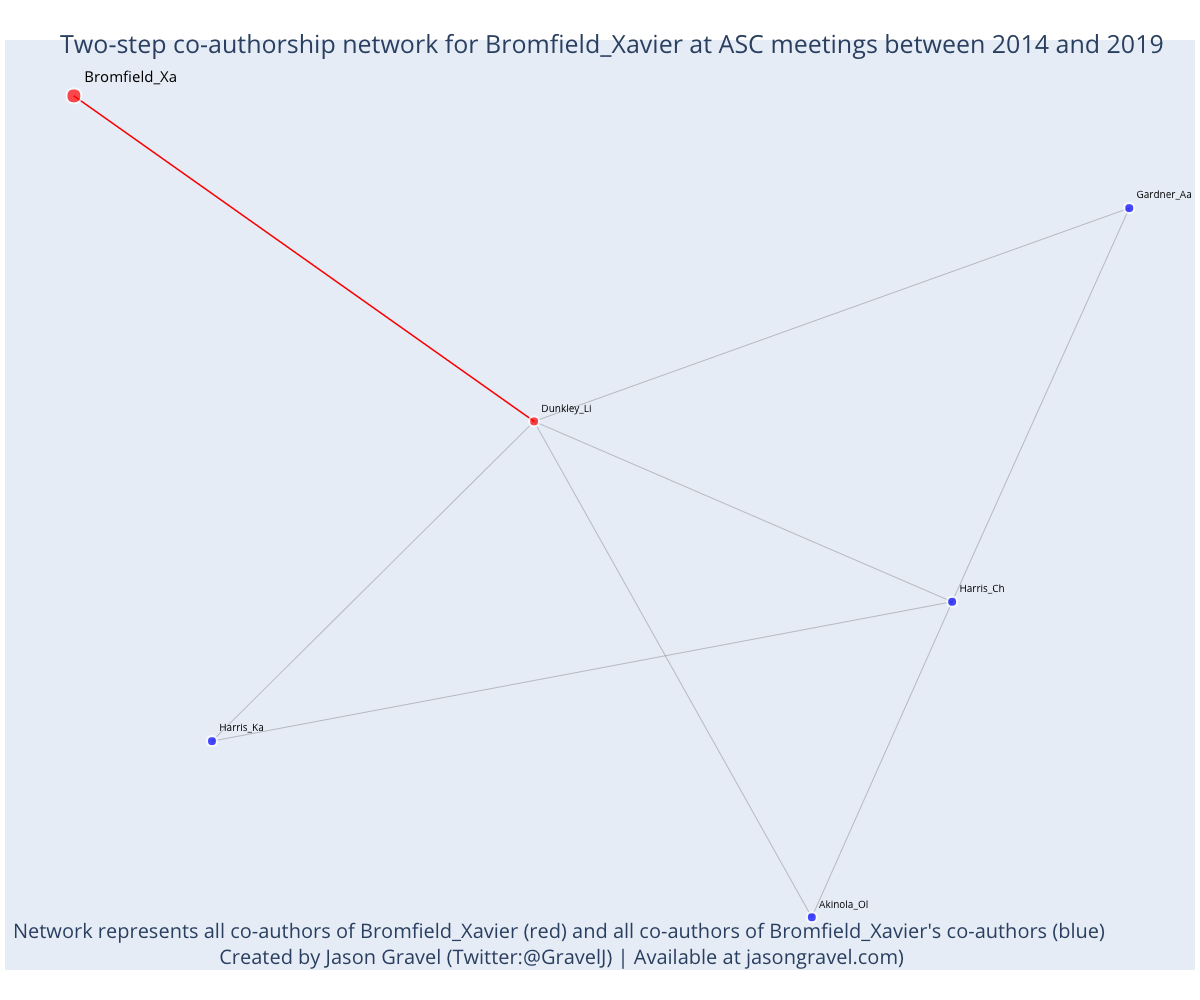 Two-step co-authorship network for Bromfield_Xavier at ASC meetings between 2014 and 2019
Bromfield_Xa
Gardner_Aa
Dunkley_Li
Harris_Ch
Harris_Ka
Akinola_Ol
Network represents all co-authors of Bromfield_Xavier (red) and all co-authors of Bromfield_Xavier's co-authors (blue)
Created by Jason Gravel (Twitter:@GravelJ) | Available at jasongravel.com)